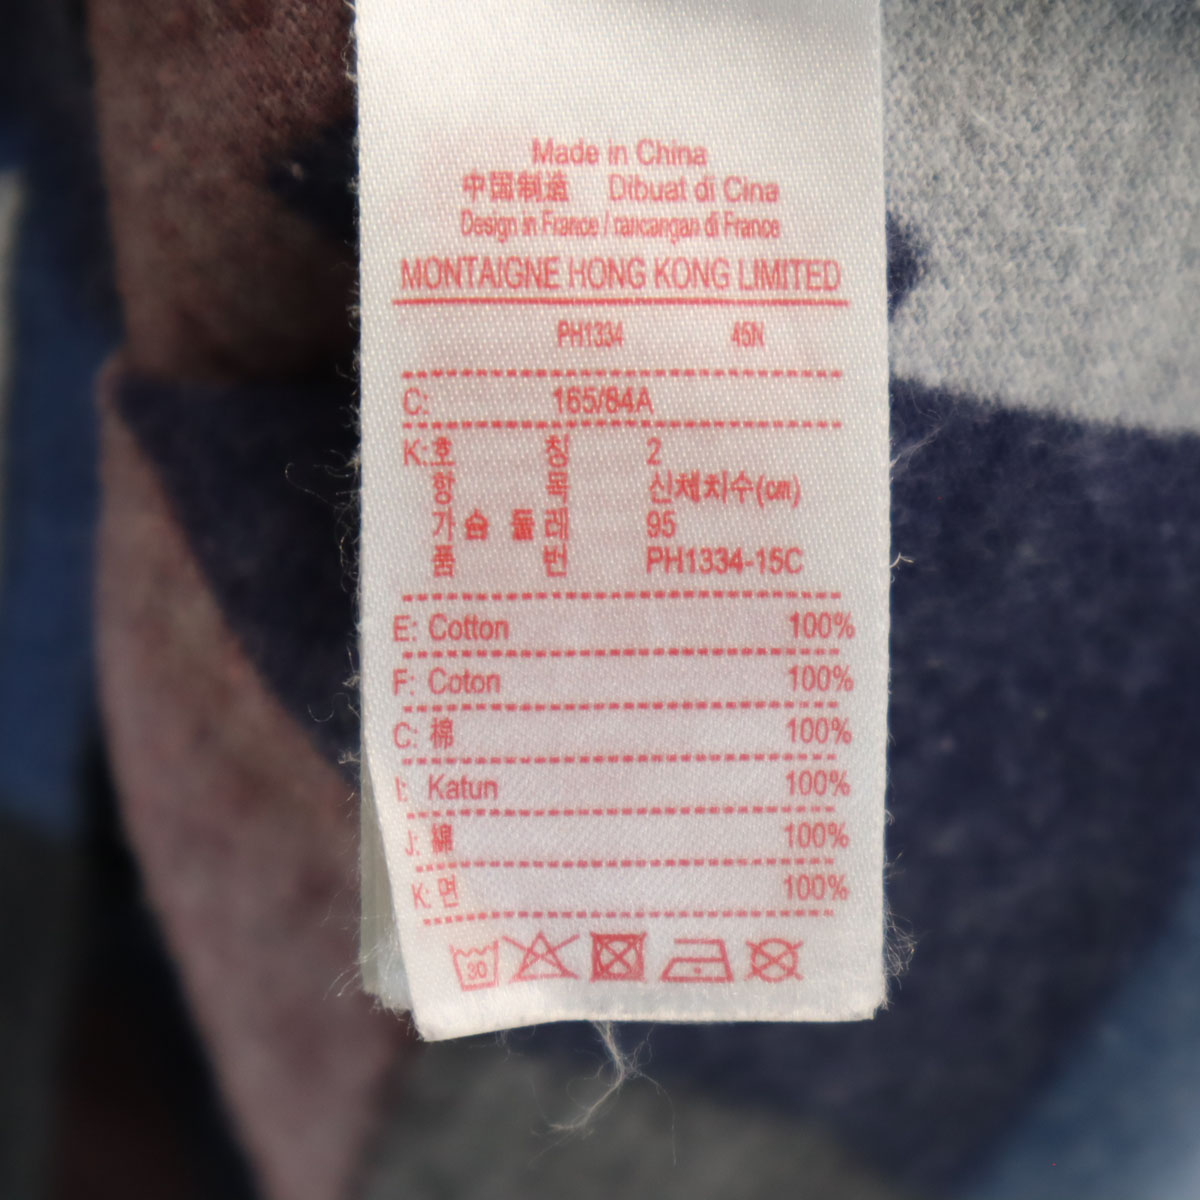 Made in China
中国制造 Dibuat di Cina
Design in France / rancangan di France
MONTAIGNE HONG KONG LIMITED
PH1334 45N
C: 165/84A
K: 호 칭 2
항 목 신체치수(㎝)
가 슴 둘 레 95
품 번 PH1334-15C
E: Cotton 100%
F: Coton 100%
C: 棉 100%
I: Katun 100%
J: 綿 100%
K: 면 100%
30